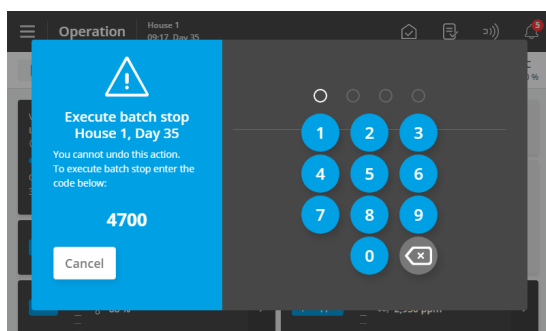 Operation
House 1
09:17 Day 35
5
Execute batch stop
House 1, Day 35
You cannot undo this action.
To execute batch stop enter the
code below:
4700
Cancel
1 2 3
4 5 6
7 8 9
0
%
ppm